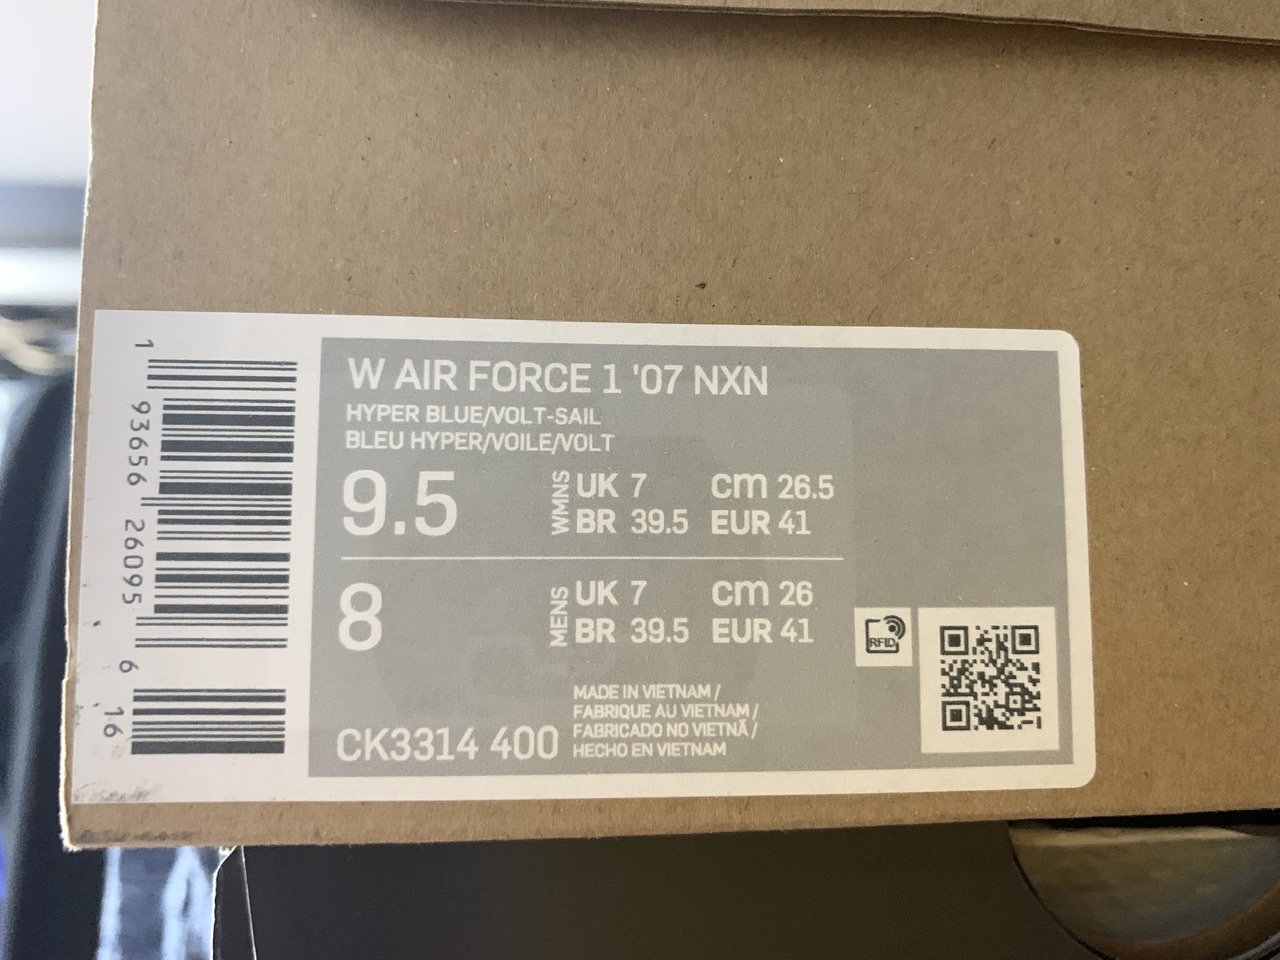 1
93656 26095
6
16
W AIR FORCE 1 '07 NXN
HYPER BLUE/VOLT-SAIL
BLEU HYPER/VOILE/VOLT
9.5
WMNS
UK 7 cm 26.5
BR 39.5 EUR 41
8
MENS
UK 7 cm 26
BR 39.5 EUR 41
RFID
CK3314 400
MADE IN VIETNAM /
FABRIQUE AU VIETNAM /
FABRICADO NO VIETNÃ /
HECHO EN VIETNAM